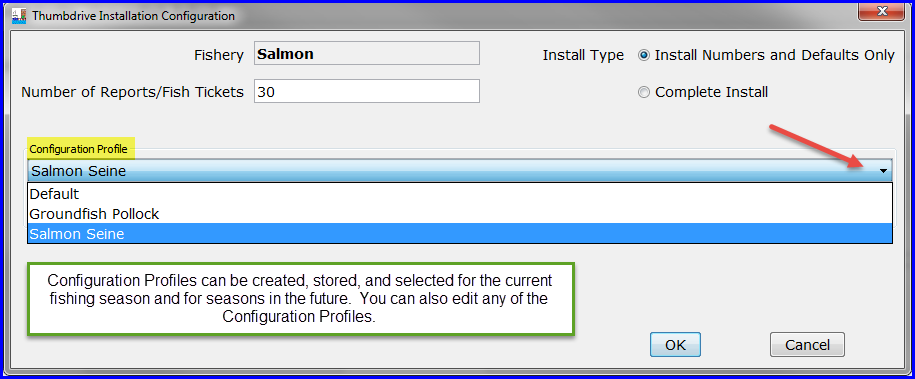 Thumbdrive Installation Configuration
Fishery Salmon Install Type Install Numbers and Defaults Only
Number of Reports/Fish Tickets 30 Complete Install
Configuration Profile
Salmon Seine
Default
Groundfish Pollock
Salmon Seine
Configuration Profiles can be created, stored, and selected for the current
fishing season and for seasons in the future. You can also edit any of the
Configuration Profiles.
OK Cancel